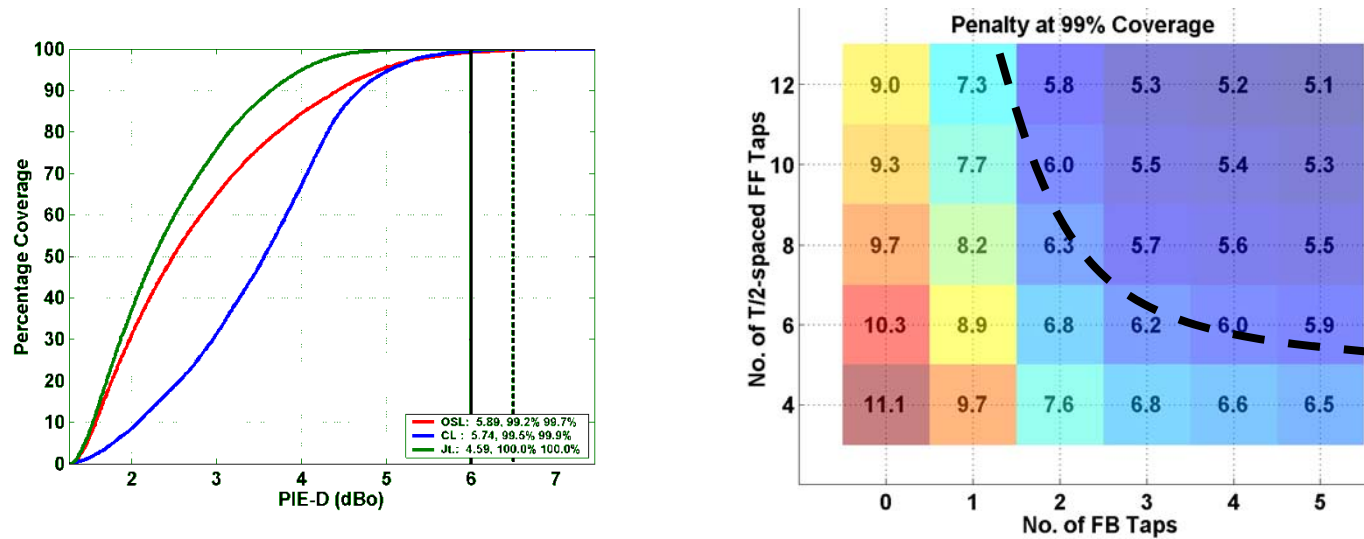 Percentage Coverage
100
90
80
70
60
50
40
30
20
10
0
OSL: 5.89, 99.2% 99.7%
CL : 5.74, 99.5% 99.9%
JL: 4.59, 100.0% 100.0%
2 3 4 5 6 7
PIE-D (dBo)
Penalty at 99% Coverage
No. of T/2-spaced FF Taps
12 9.0 7.3 5.8 5.3 5.2 5.1
10 9.3 7.7 6.0 5.5 5.4 5.3
8 9.7 8.2 6.3 5.7 5.6 5.5
6 10.3 8.9 6.8 6.2 6.0 5.9
4 11.1 9.7 7.6 6.8 6.6 6.5
0 1 2 3 4 5
No. of FB Taps